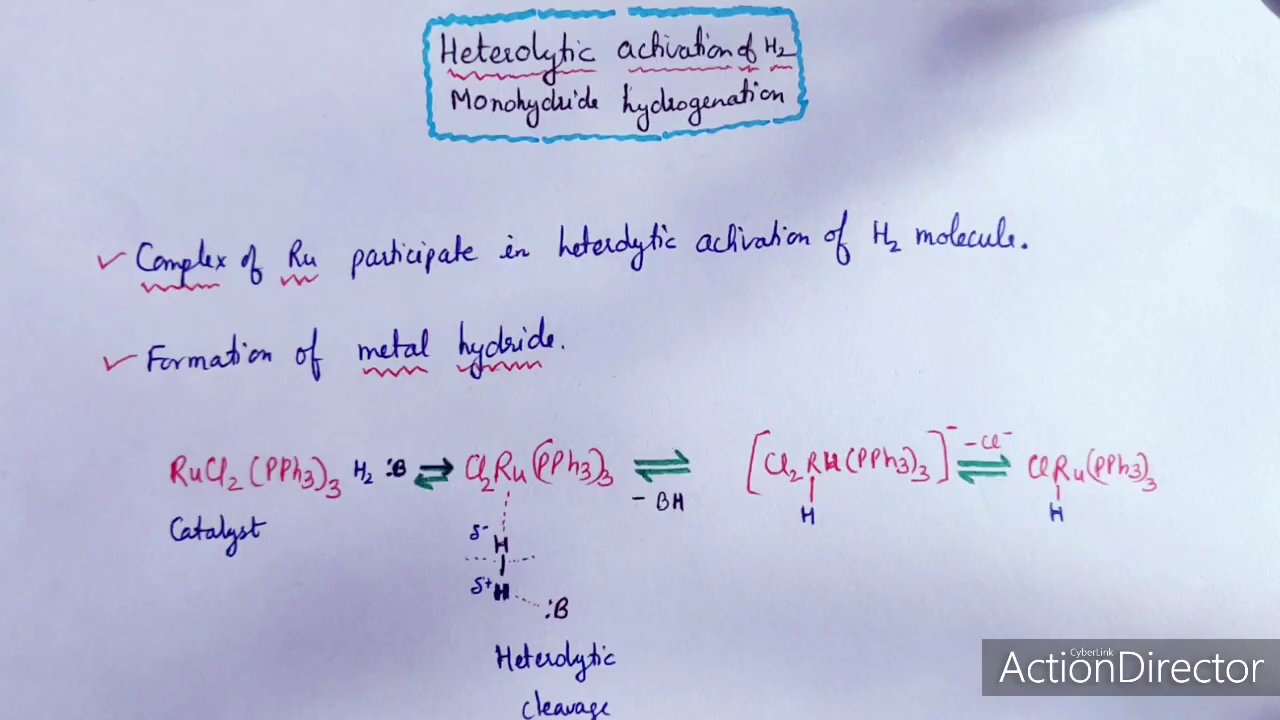 Heterolytic activation of H₂
Monohydride hydrogenation
✓ Complex of Ru participate in heterolytic activation of H₂ molecule.
✓ Formation of metal hydride.
RuCl₂(PPh₃)₃ H₂ :B ⇌ Cl₂Ru(PPh₃)₃ ⇌ [Cl₂Ru(PPh₃)₃]⁻ -Cl⁻ ⇌ ClRu(PPh₃)₃
- BH
H H
Catalyst
δ⁻ H
δ⁺ H
:B
Heterolytic
cleavage
CyberLink
ActionDirector